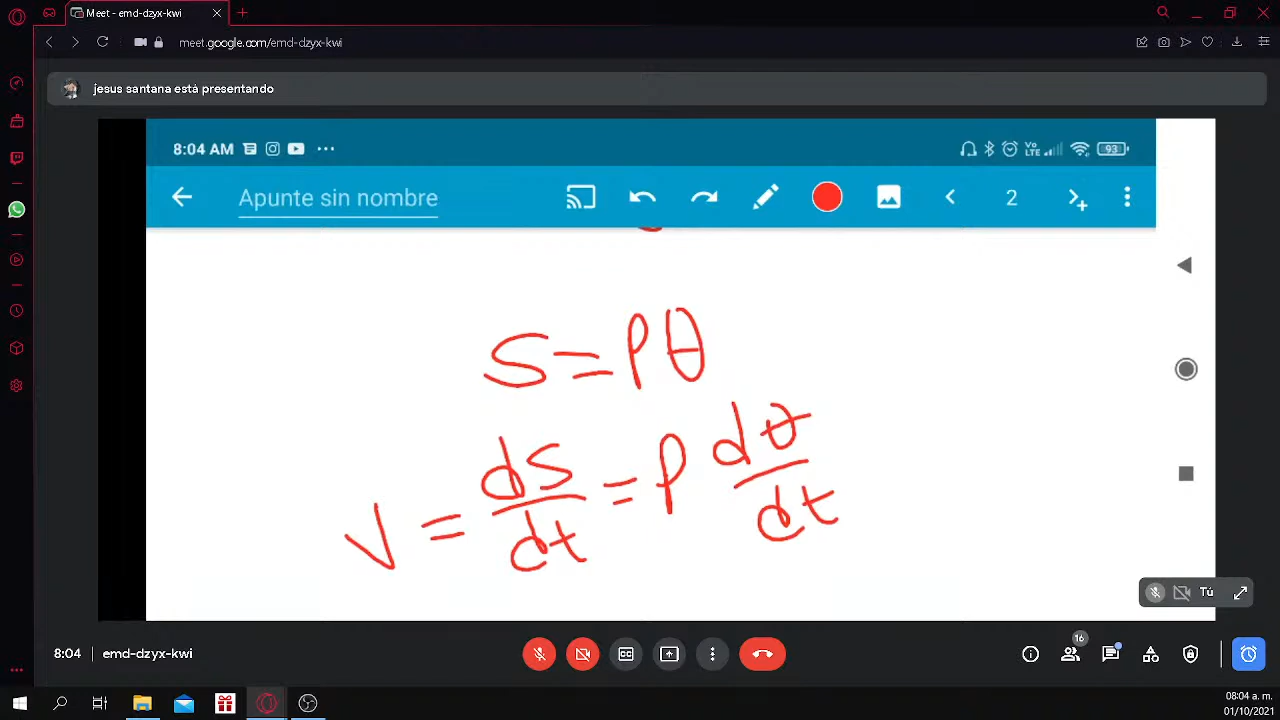 Meet - emd-dzyx-kwi
meet.google.com/emd-dzyx-kwi
jesus santana está presentando
8:04 AM ... Vo LTE 93
Apunte sin nombre 2
S=ρθ
V = dS/dt = ρ dθ/dt
Tú
8:04 | emd-dzyx-kwi 16
08:04 a. m.
01/10/2021